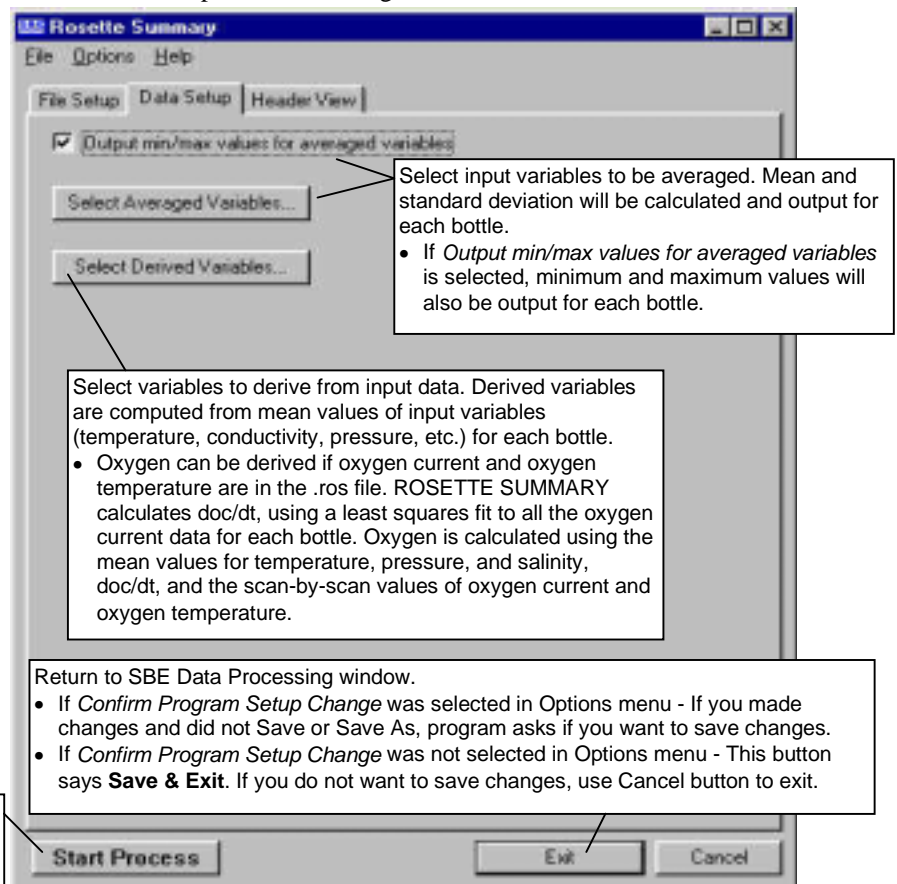 Rosette Summary
File Options Help
File Setup Data Setup Header View
Output min/max values for averaged variables
Select Averaged Variables...
Select input variables to be averaged. Mean and
standard deviation will be calculated and output for
each bottle.
• If Output min/max values for averaged variables
is selected, minimum and maximum values will
also be output for each bottle.
Select Derived Variables...
Select variables to derive from input data. Derived variables
are computed from mean values of input variables
(temperature, conductivity, pressure, etc.) for each bottle.
• Oxygen can be derived if oxygen current and oxygen
temperature are in the .ros file. ROSETTE SUMMARY
calculates doc/dt, using a least squares fit to all the oxygen
current data for each bottle. Oxygen is calculated using the
mean values for temperature, pressure, and salinity,
doc/dt, and the scan-by-scan values of oxygen current and
oxygen temperature.
Return to SBE Data Processing window.
• If Confirm Program Setup Change was selected in Options menu - If you made
changes and did not Save or Save As, program asks if you want to save changes.
• If Confirm Program Setup Change was not selected in Options menu - This button
says Save & Exit. If you do not want to save changes, use Cancel button to exit.
Start Process Exit Cancel